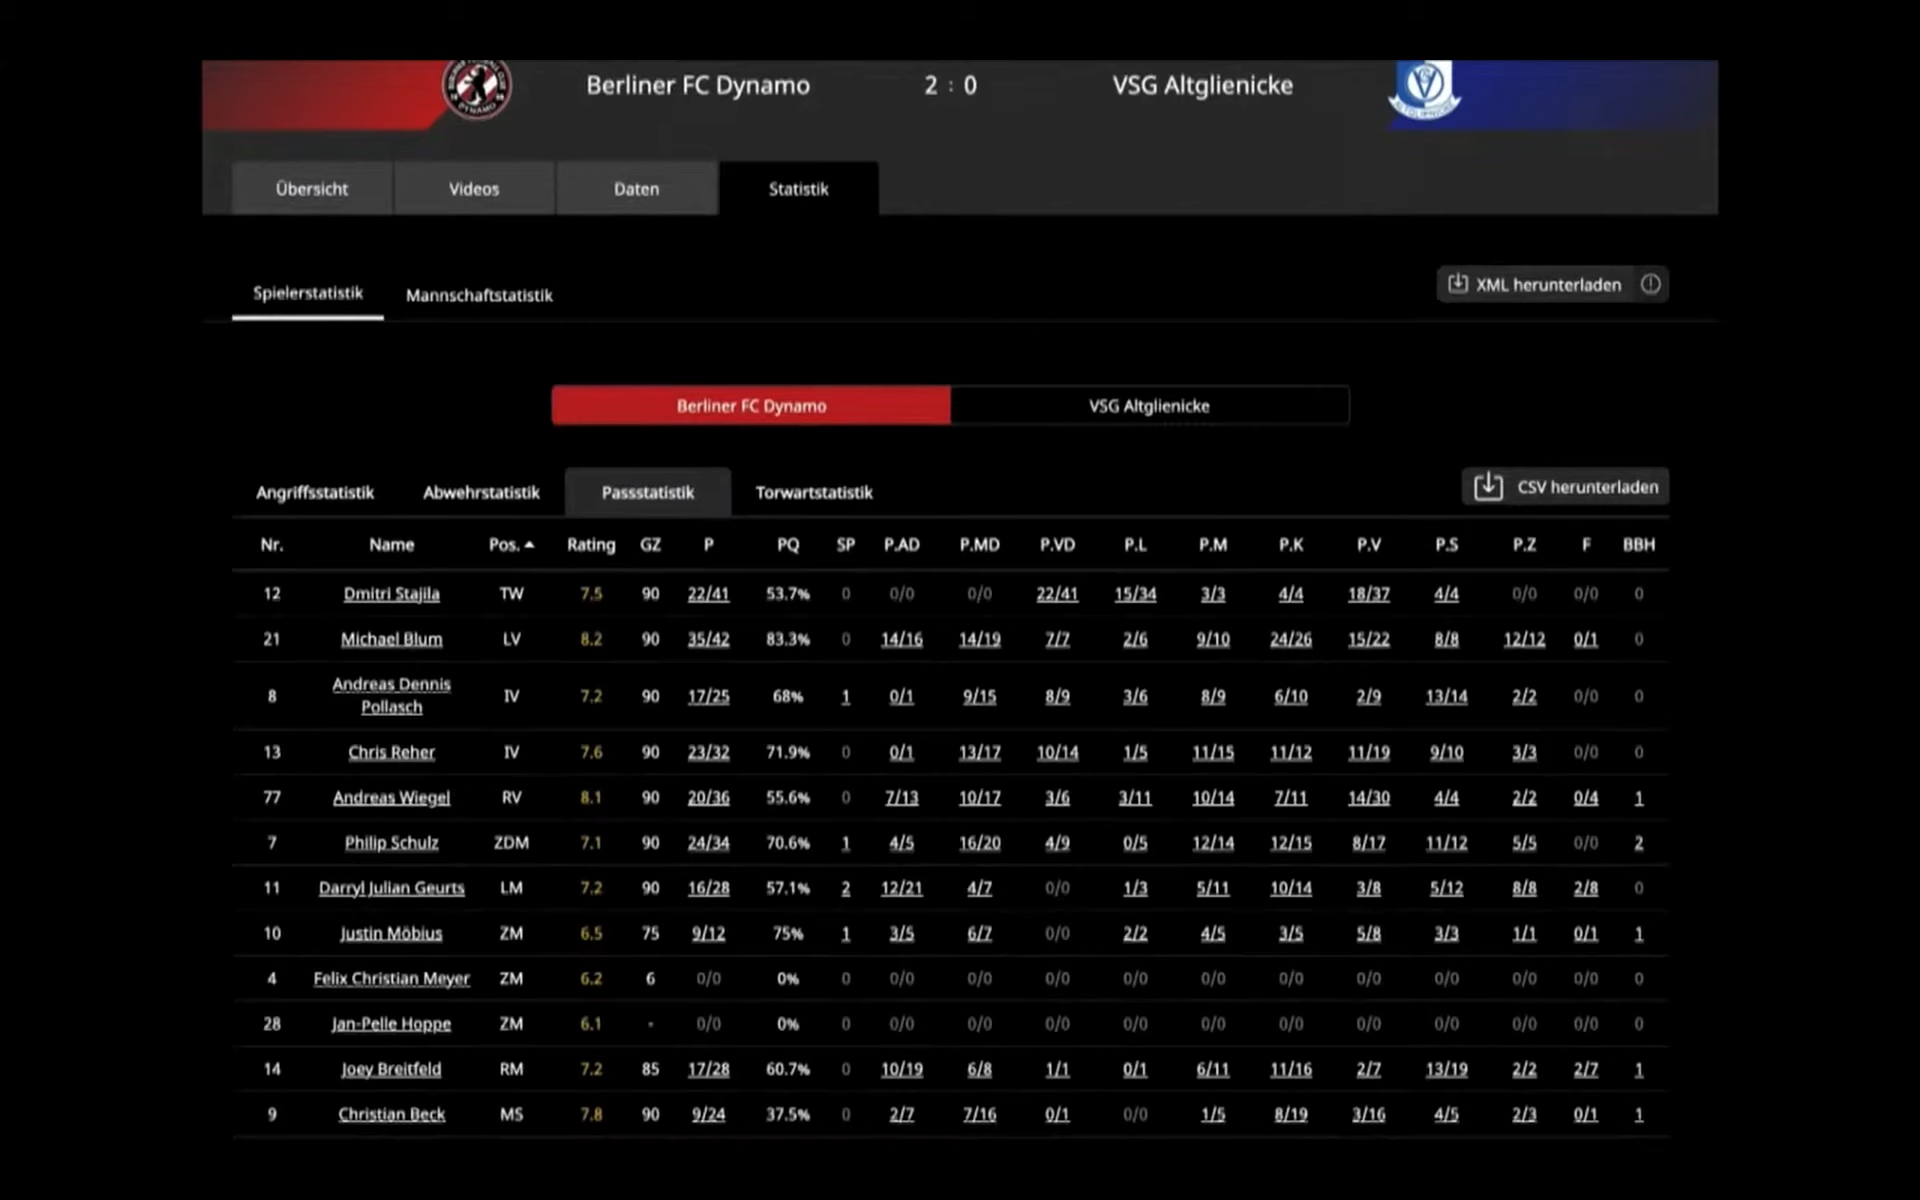 Berliner FC Dynamo 2 : 0 VSG Altglienicke
Übersicht Videos Daten Statistik
Spielerstatistik Mannschaftstatistik XML herunterladen
Berliner FC Dynamo VSG Altglienicke
Angriffsstatistik Abwehrstatistik Passstatistik Torwartstatistik CSV herunterladen
Nr. Name Pos. Rating GZ P PQ SP P.AD P.MD P.VD P.L P.M P.K P.V P.S P.Z F BBH
12 Dmitri Stajila TW 7.5 90 22/41 53.7% 0 0/0 0/0 22/41 15/34 3/3 4/4 18/37 4/4 0/0 0/0 0
21 Michael Blum LV 8.2 90 35/42 83.3% 0 14/16 14/19 7/7 2/6 9/10 24/26 15/22 8/8 12/12 0/1 0
8 Andreas Dennis
Pollasch IV 7.2 90 17/25 68% 1 0/1 9/15 8/9 3/6 8/9 6/10 2/9 13/14 2/2 0/0 0
13 Chris Reher IV 7.6 90 23/32 71.9% 0 0/1 13/17 10/14 1/5 11/15 11/12 11/19 9/10 3/3 0/0 0
77 Andreas Wiegel RV 8.1 90 20/36 55.6% 0 7/13 10/17 3/6 3/11 10/14 7/11 14/30 4/4 2/2 0/4 1
7 Philip Schulz ZDM 7.1 90 24/34 70.6% 1 4/5 16/20 4/9 0/5 12/14 12/15 8/17 11/12 5/5 0/0 2
11 Darryl Julian Geurts LM 7.2 90 16/28 57.1% 2 12/21 4/7 0/0 1/3 5/11 10/14 3/8 5/12 8/8 2/8 0
10 Justin Möbius ZM 6.5 75 9/12 75% 1 3/5 6/7 0/0 2/2 4/5 3/5 5/8 3/3 1/1 0/1 1
4 Felix Christian Meyer ZM 6.2 6 0/0 0% 0 0/0 0/0 0/0 0/0 0/0 0/0 0/0 0/0 0/0 0/0 0
28 Jan-Pelle Hoppe ZM 6.1 - 0/0 0% 0 0/0 0/0 0/0 0/0 0/0 0/0 0/0 0/0 0/0 0/0 0
14 Joey Breitfeld RM 7.2 85 17/28 60.7% 0 10/19 6/8 1/1 0/1 6/11 11/16 2/7 13/19 2/2 2/7 1
9 Christian Beck MS 7.8 90 9/24 37.5% 0 2/7 7/16 0/1 0/0 1/5 8/19 3/16 4/5 2/3 0/1 1